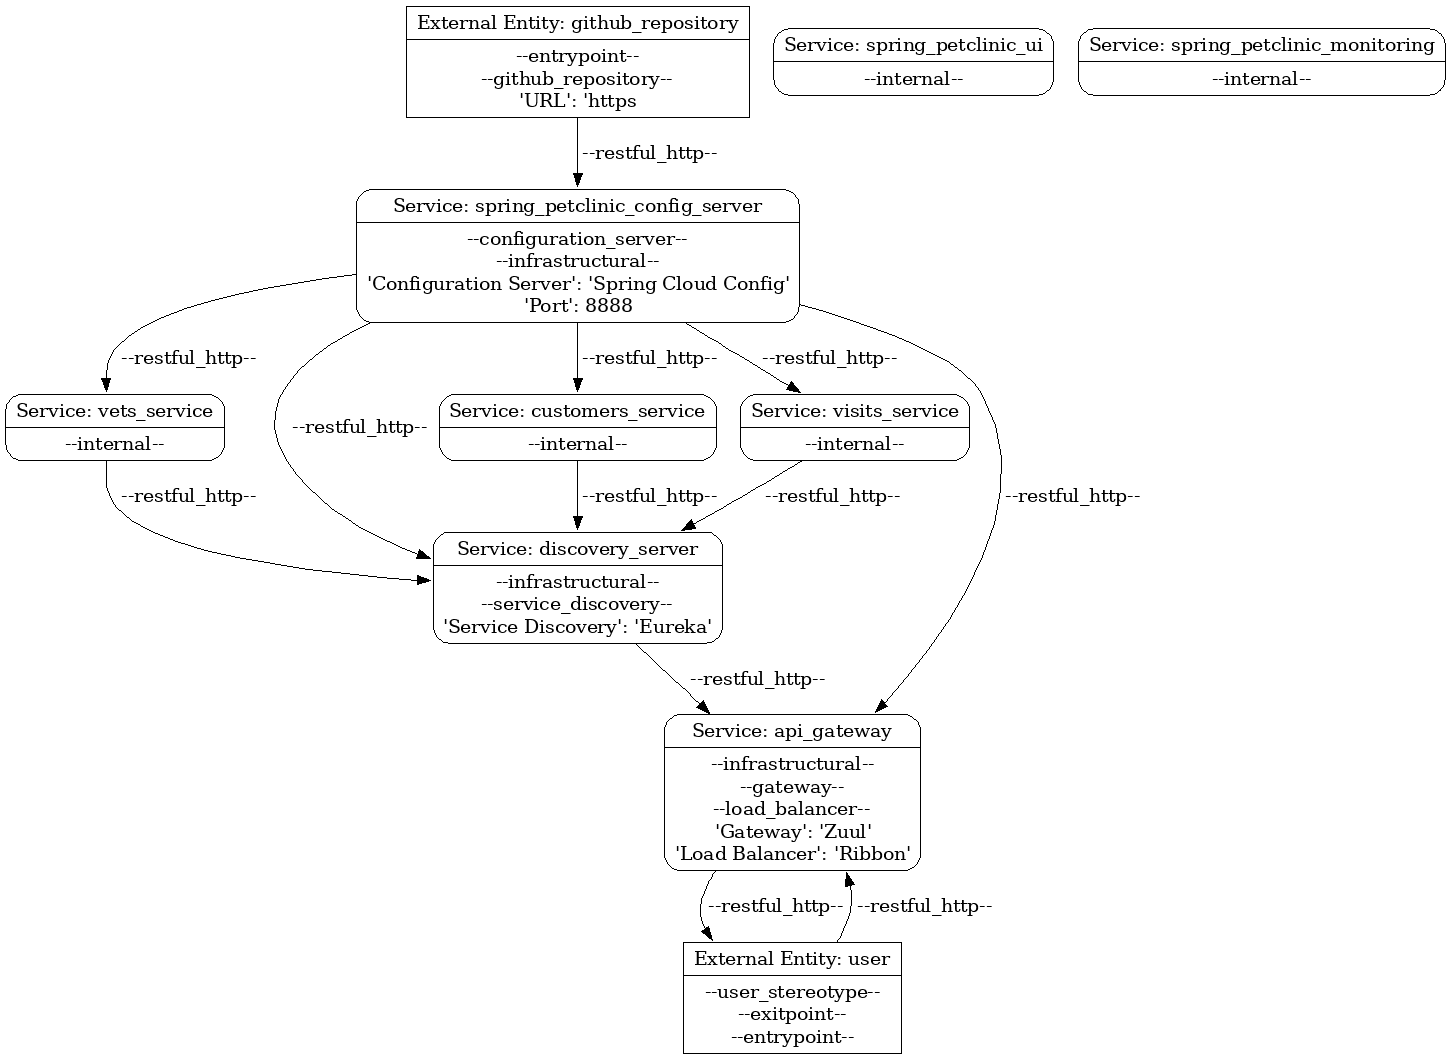 External Entity: github_repository
--entrypoint--
--github_repository--
'URL': 'https
Service: spring_petclinic_ui
--internal--
Service: spring_petclinic_monitoring
--internal--
--restful_http--
Service: spring_petclinic_config_server
--configuration_server--
--infrastructural--
'Configuration Server': 'Spring Cloud Config'
'Port': 8888
--restful_http--
--restful_http--
--restful_http--
--restful_http--
Service: vets_service
--internal--
Service: customers_service
--internal--
Service: visits_service
--internal--
--restful_http--
--restful_http--
--restful_http--
--restful_http--
Service: discovery_server
--infrastructural--
--service_discovery--
'Service Discovery': 'Eureka'
--restful_http--
Service: api_gateway
--infrastructural--
--gateway--
--load_balancer--
'Gateway': 'Zuul'
'Load Balancer': 'Ribbon'
--restful_http--
--restful_http--
External Entity: user
--user_stereotype--
--exitpoint--
--entrypoint--